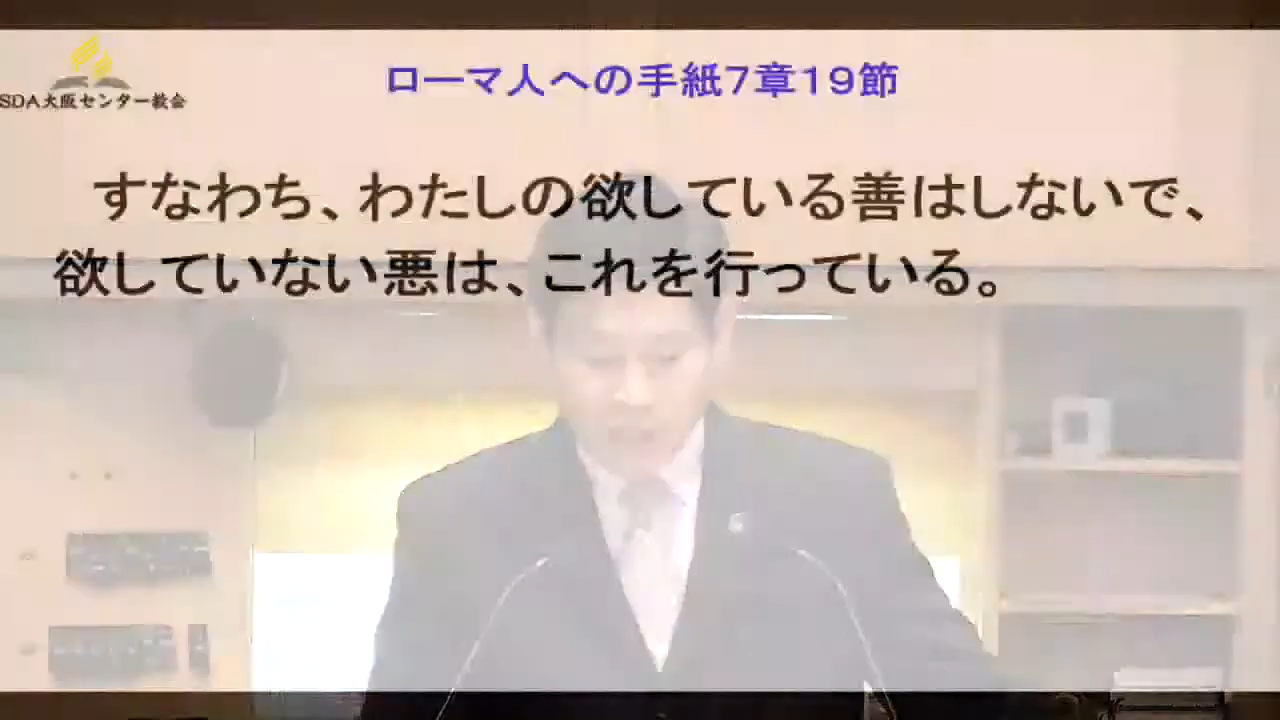 SDA大阪センター教会
ローマ人への手紙7章19節
すなわち、わたしの欲している善はしないで、
欲していない悪は、これを行っている。